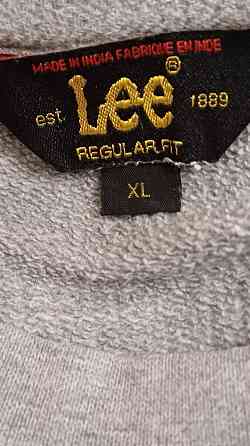 MADE IN INDIA FABRIQUE EN INDE
Lee®
est. 1889
REGULAR FIT
XL